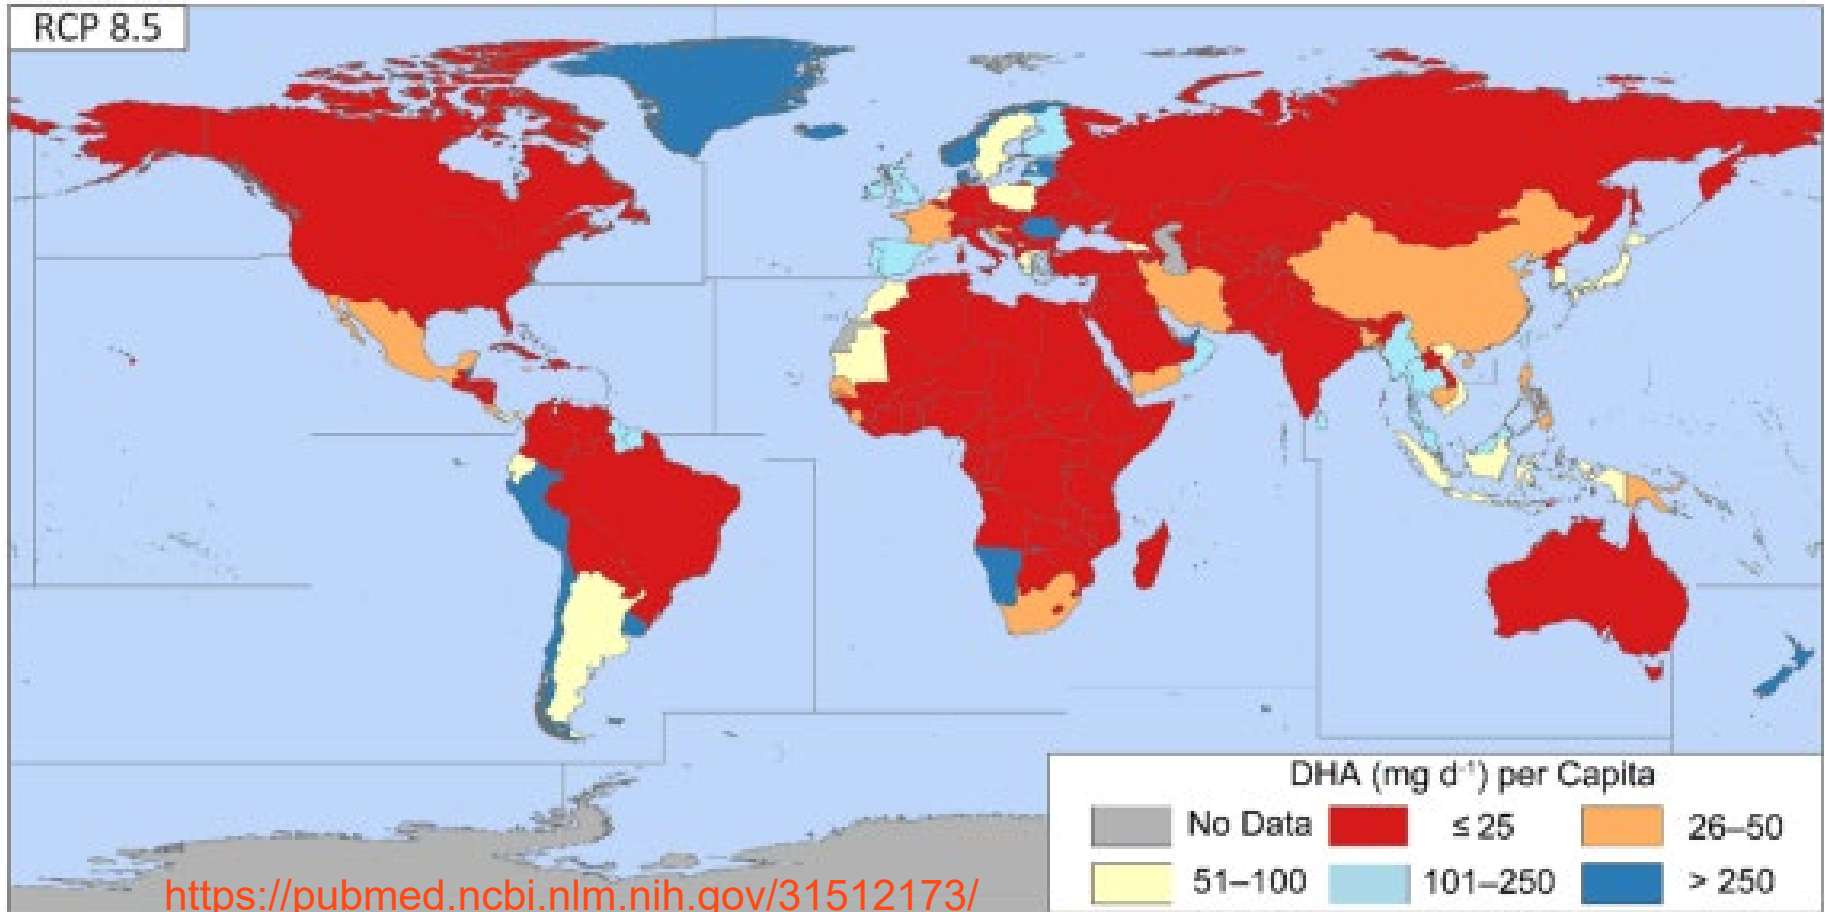 RCP 8.5
DHA (mg d⁻¹) per Capita
No Data
≤ 25
26–50
51–100
101–250
> 250
https://pubmed.ncbi.nlm.nih.gov/31512173/